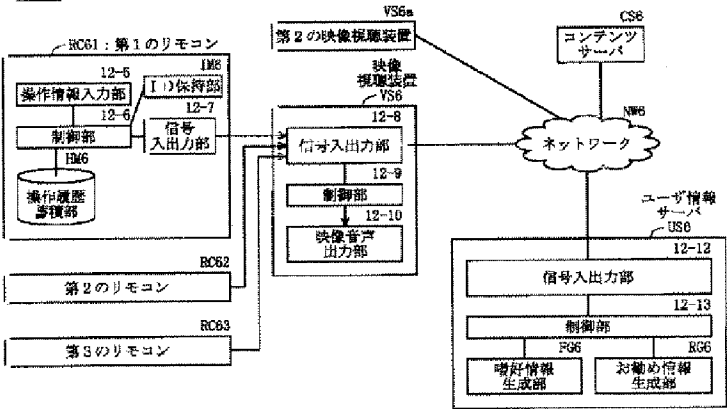 RC61：第1のリモコン
12-5
操作情報入力部
IM6
ＩＤ保持部
12-6
制御部
12-7
信号
入出力部
HM6
操作履歴
蓄積部
RC62
第2のリモコン
RC63
第3のリモコン
VS6a
第2の映像視聴装置
映像
視聴装置
VS6
12-8
信号入出力部
12-9
制御部
12-10
映像音声
出力部
CS6
コンテンツ
サーバ
NW6
ネットワーク
ユーザ情報
サーバ
US6
12-12
信号入出力部
12-13
制御部
FG6
嗜好情報
生成部
RG6
お勧め情報
生成部